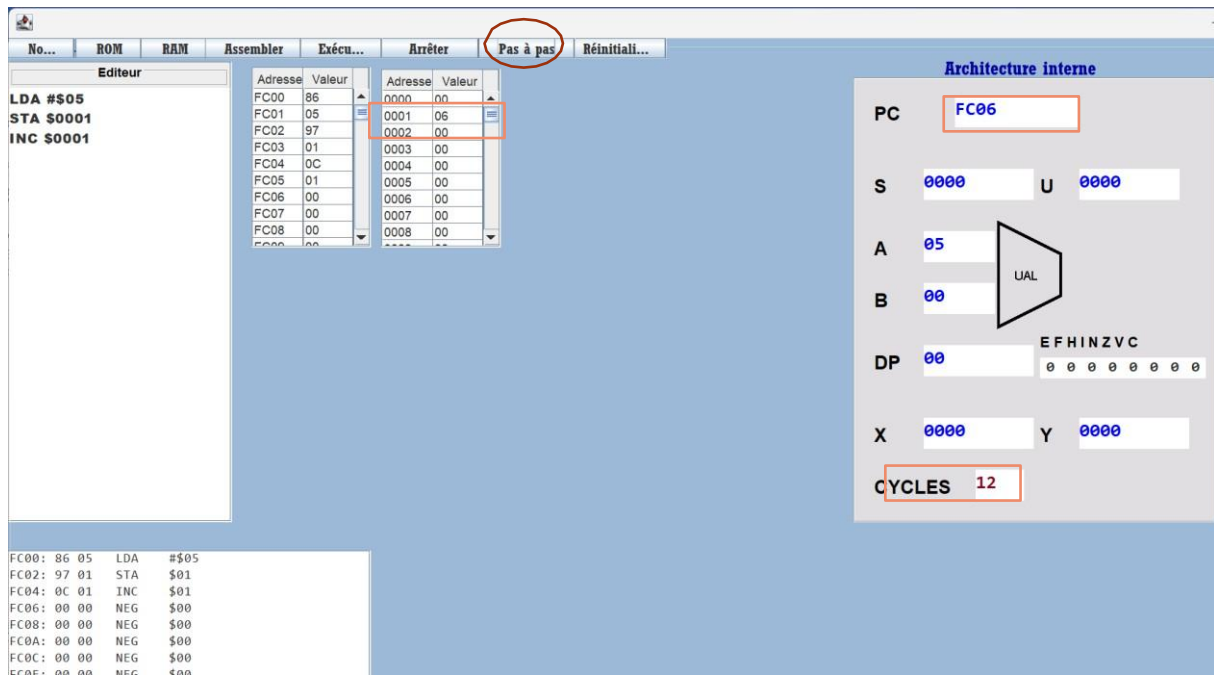 No... ROM RAM Assembler Exécu... Arrêter Pas à pas Réinitiali...
Editeur
LDA #$05
STA $0001
INC $0001
Adresse Valeur
FC00 86
FC01 05
FC02 97
FC03 01
FC04 0C
FC05 01
FC06 00
FC07 00
FC08 00
Adresse Valeur
0000 00
0001 06
0002 00
0003 00
0004 00
0005 00
0006 00
0007 00
0008 00
Architecture interne
PC FC06
S 0000 U 0000
A 05
UAL
B 00
E F H I N Z V C
DP 00 0 0 0 0 0 0 0 0
X 0000 Y 0000
CYCLES 12
FC00: 86 05 LDA #$05
FC02: 97 01 STA $01
FC04: 0C 01 INC $01
FC06: 00 00 NEG $00
FC08: 00 00 NEG $00
FC0A: 00 00 NEG $00
FC0C: 00 00 NEG $00
FC0E: 00 00 NEG $00